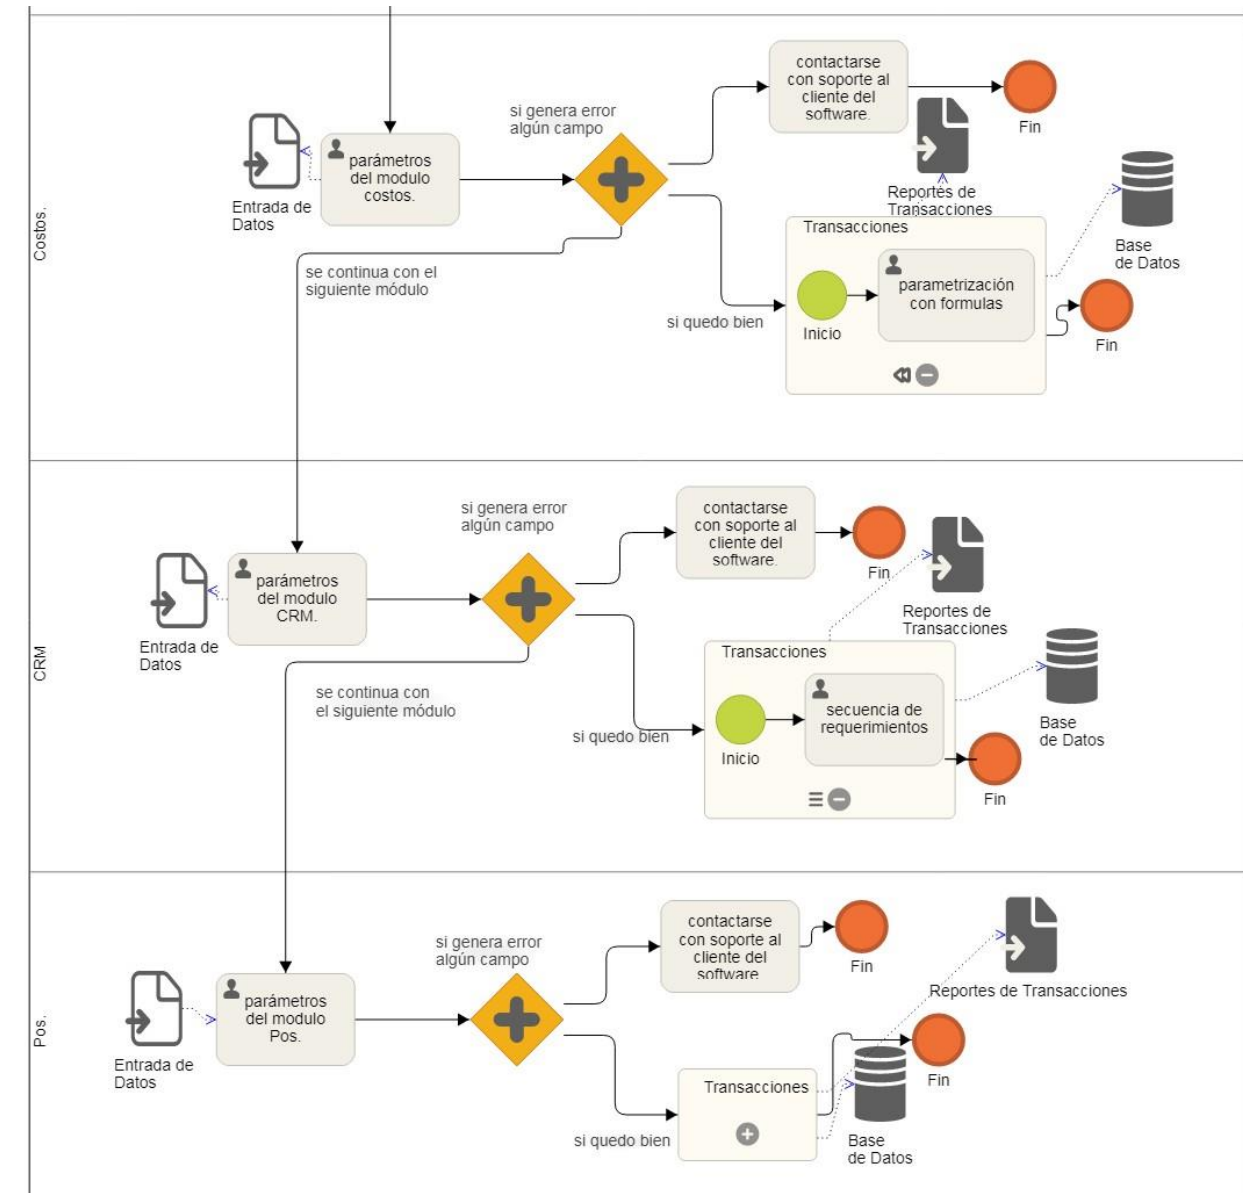 Costos.
Entrada de
Datos
parámetros
del modulo
costos.
si genera error
algún campo
contactarse
con soporte al
cliente del
software.
Fin
Reportes de
Transacciones
Base
de Datos
se continua con el
siguiente módulo
si quedo bien
Transacciones
Inicio
parametrización
con formulas
Fin
CRM
Entrada de
Datos
parámetros
del modulo
CRM.
si genera error
algún campo
contactarse
con soporte al
cliente del
software.
Fin
Reportes de
Transacciones
Base
de Datos
se continua con
el siguiente módulo
si quedo bien
Transacciones
Inicio
secuencia de
requerimientos
Fin
Pos.
Entrada de
Datos
parámetros
del modulo
Pos.
si genera error
algún campo
contactarse
con soporte al
cliente del
software
Fin
Reportes de Transacciones
Fin
si quedo bien
Transacciones
Base
de Datos